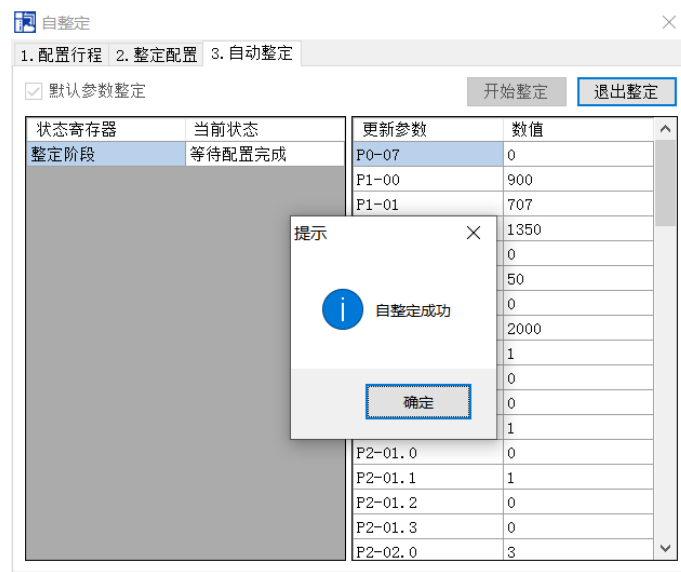 自整定
1.配置行程 2.整定配置 3.自动整定
默认参数整定 开始整定 退出整定
状态寄存器 当前状态 更新参数 数值
整定阶段 等待配置完成 P0-07 0
P1-00 900
P1-01 707
提示 1350
0
50
自整定成功 0
2000
1
0
确定 0
1
P2-01.0 0
P2-01.1 1
P2-01.2 0
P2-01.3 0
P2-02.0 3